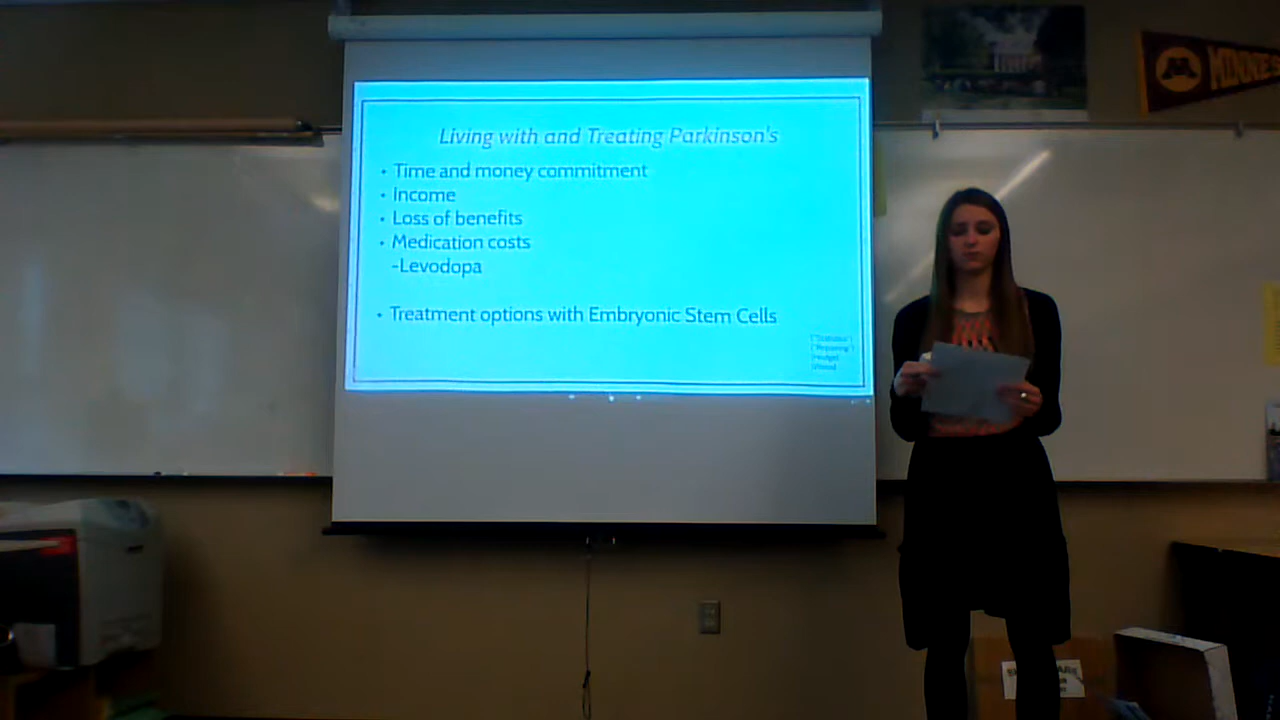 Living with and Treating Parkinson's
• Time and money commitment
• Income
• Loss of benefits
• Medication costs
-Levodopa
• Treatment options with Embryonic Stem Cells
M MINNES